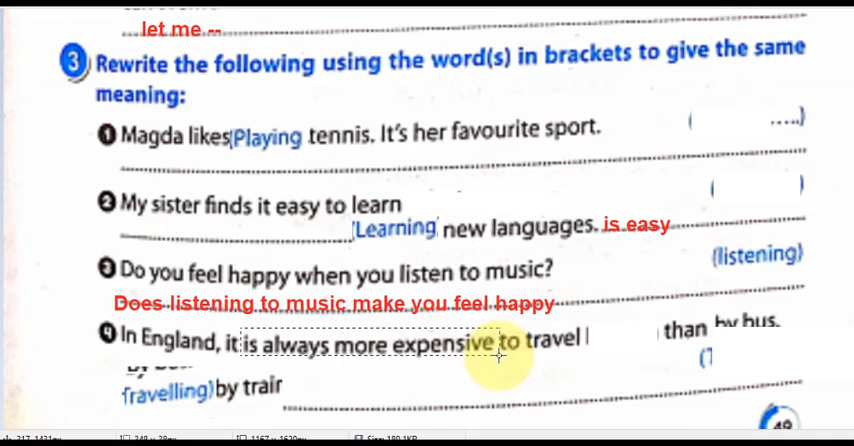 let me --
3 Rewrite the following using the word(s) in brackets to give the same
meaning:
1 Magda likes(Playing tennis. It's her favourite sport. ( .....)
2 My sister finds it easy to learn ( )
(Learning new languages. is easy
3 Do you feel happy when you listen to music? (listening)
Does listening to music make you feel happy
4 In England, it is always more expensive to travel than by bus.
Travelling) by